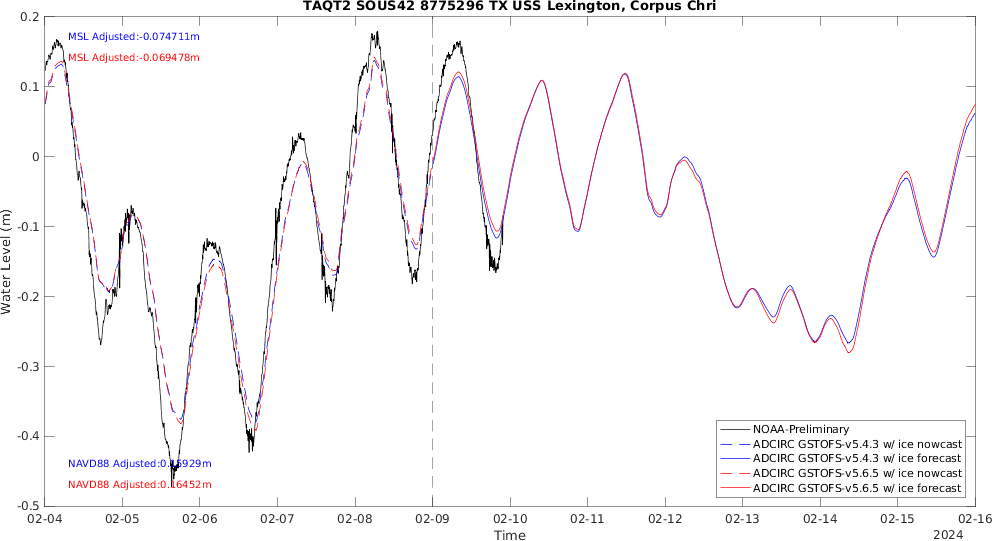 TAQT2 SOUS42 8775296 TX USS Lexington, Corpus Chri
0.2
0.1
0
-0.1
-0.2
-0.3
-0.4
-0.5
Water Level (m)
MSL Adjusted:-0.074711m
MSL Adjusted:-0.069478m
NAVD88 Adjusted:0.15929m
NAVD88 Adjusted:0.16452m
NOAA-Preliminary
ADCIRC GSTOFS-v5.4.3 w/ ice nowcast
ADCIRC GSTOFS-v5.4.3 w/ ice forecast
ADCIRC GSTOFS-v5.6.5 w/ ice nowcast
ADCIRC GSTOFS-v5.6.5 w/ ice forecast
02-04 02-05 02-06 02-07 02-08 02-09 02-10 02-11 02-12 02-13 02-14 02-15 02-16
Time
2024